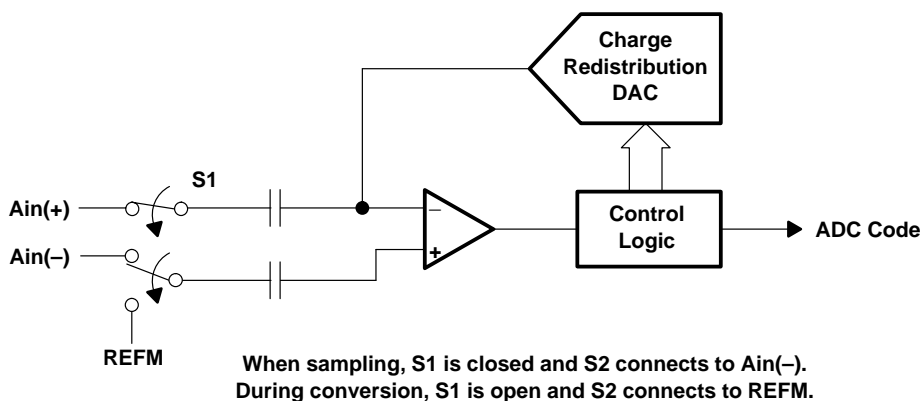 Charge
Redistribution
DAC
S1
Ain(+)
Ain(–)
REFM
–
+
Control
Logic
ADC Code
When sampling, S1 is closed and S2 connects to Ain(–).
During conversion, S1 is open and S2 connects to REFM.